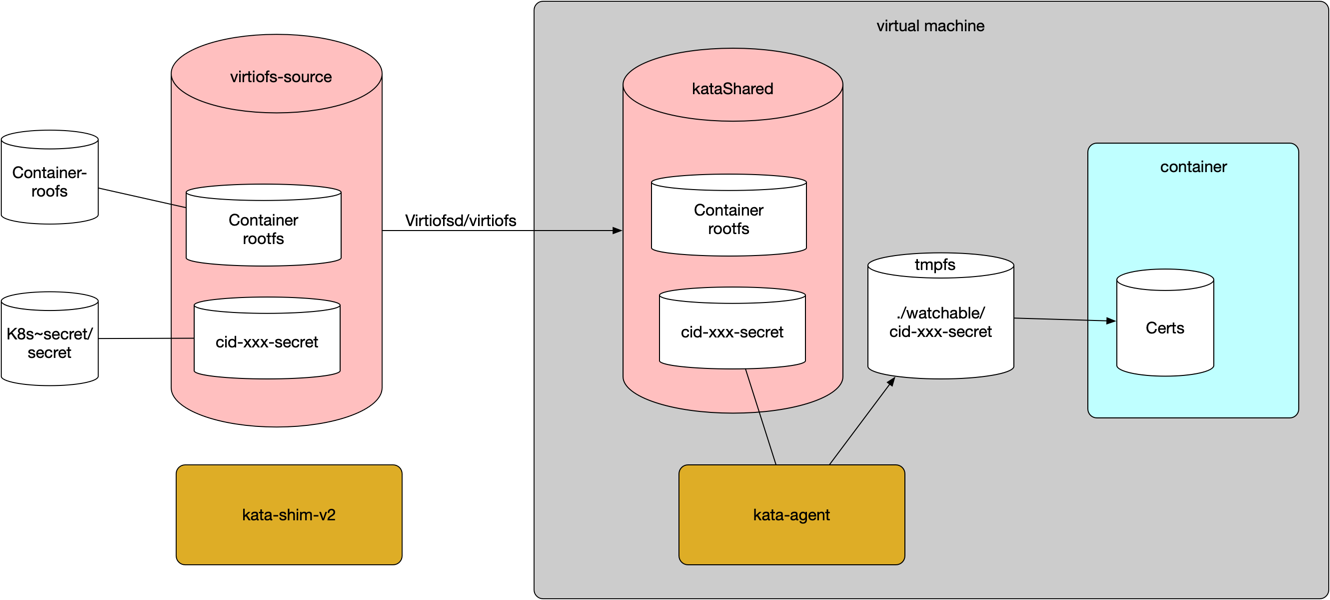 virtual machine
virtiofs-source
kataShared
Container-
roofs
Container
rootfs
Virtiofsd/virtiofs
Container
rootfs
container
tmpfs
./watchable/
cid-xxx-secret
Certs
K8s~secret/
secret
cid-xxx-secret
cid-xxx-secret
kata-shim-v2
kata-agent